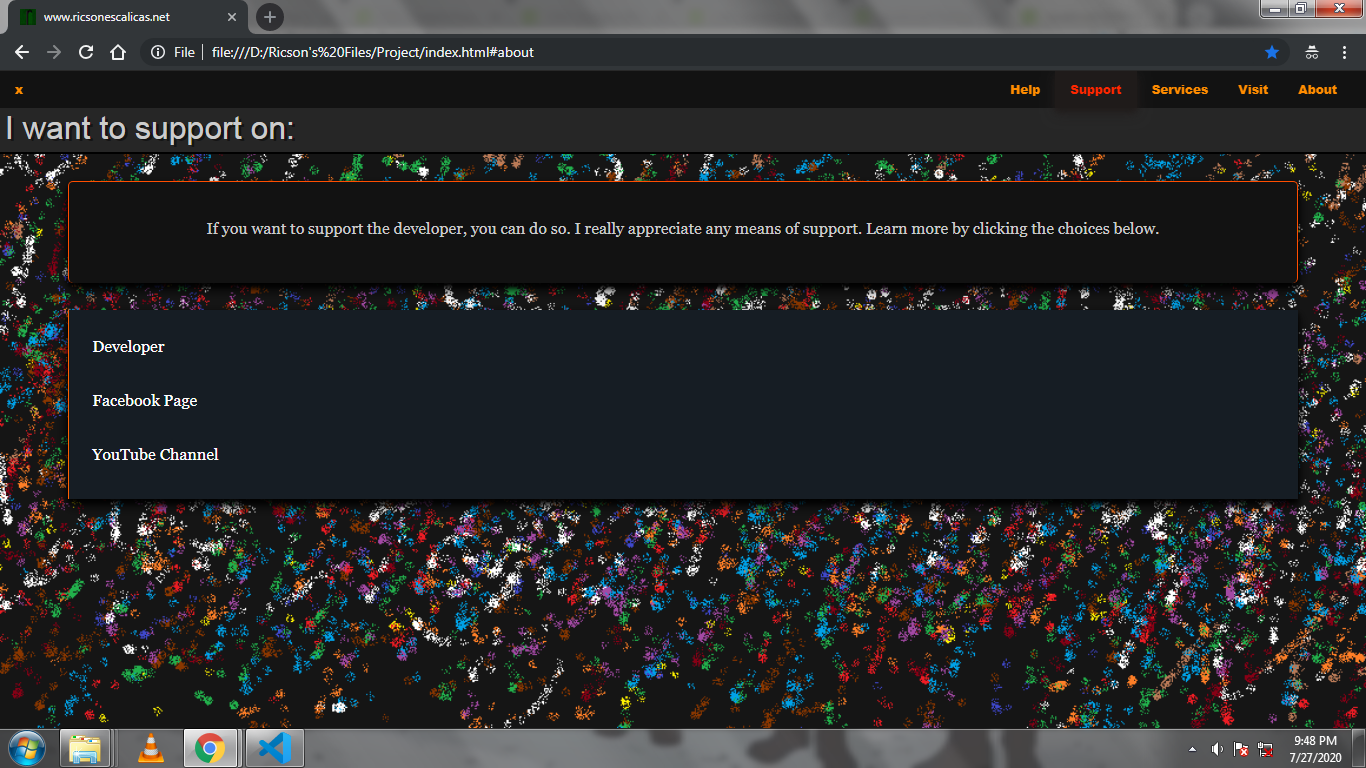 www.ricsonescalicas.net
File file:///D:/Ricson's%20Files/Project/index.html#about
x Help Support Services Visit About
I want to support on:
If you want to support the developer, you can do so. I really appreciate any means of support. Learn more by clicking the choices below.
Developer
Facebook Page
YouTube Channel
9:48 PM
7/27/2020